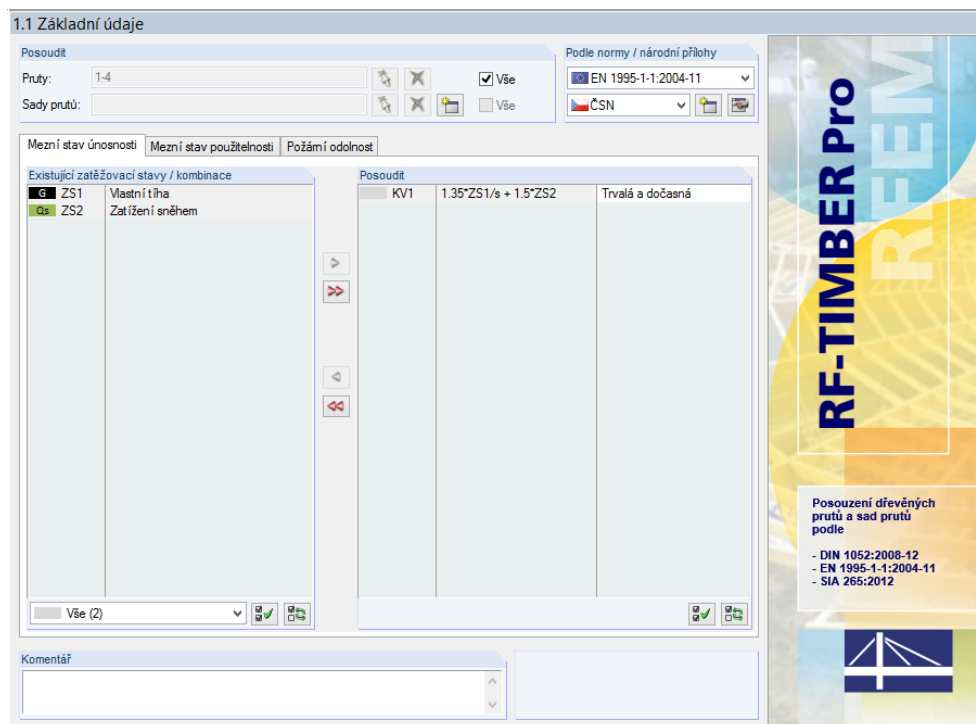 1.1 Základní údaje
Posoudit
Pruty: 1-4 Vše
Sady prutů: Vše
Podle normy / národní přílohy
EN 1995-1-1:2004-11
ČSN
Mezní stav únosnosti Mezní stav použitelnosti Požární odolnost
Existující zatěžovací stavy / kombinace
G ZS1 Vlastní tíha
Qs ZS2 Zatížení sněhem
Vše (2)
Posoudit
KV1 1.35*ZS1/s + 1.5*ZS2 Trvalá a dočasná
Komentář
RF-TIMBER Pro
RFEM
Posouzení dřevěných
prutů a sad prutů
podle
- DIN 1052:2008-12
- EN 1995-1-1:2004-11
- SIA 265:2012